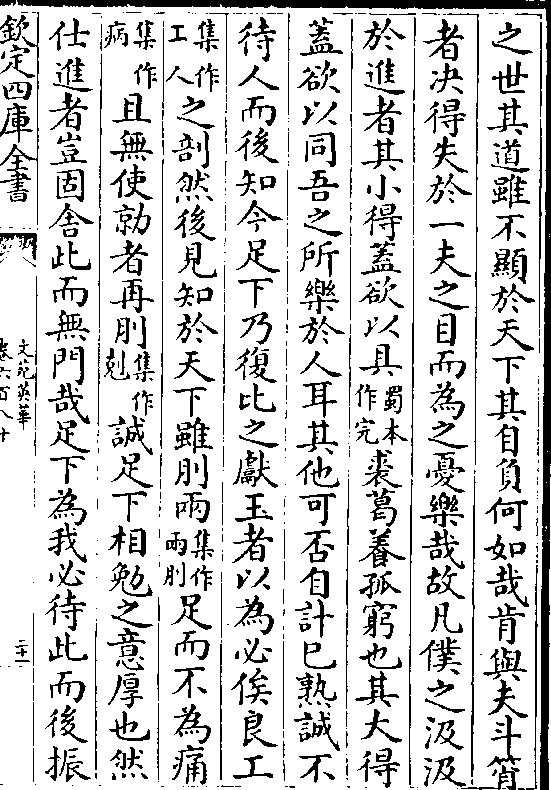 之世其道雖不顯於天下其自負何如哉肯與夫斗筲
者决得失於一夫之目而為之憂樂哉故凡僕之汲汲
於進者其小得蓋欲以具蜀本作完裘葛養孤窮也其大得
蓋欲以同吾之所樂於人耳其他可否自計已熟誠不
待人而後知今足下乃復比之獻玉者以為必俟良工
集作工人之剖然後見知於天下雖刖兩集作兩刖足而不為痛
集作病且無使勍者再刖集作剋誠足下相勉之意厚也然
仕進者豈固舍此而無門哉足下為我必待此而後振
欽定四庫全書
文苑英華
卷六百八十
二十一